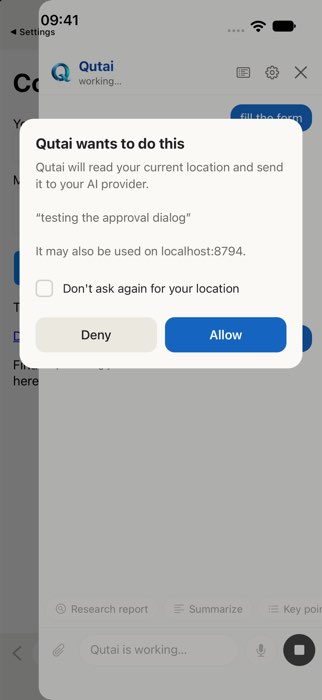 09:41
◀ Settings
Qutai
working...
fill the form
Qutai wants to do this
Qutai will read your current location and send
it to your AI provider.
“testing the approval dialog”
It may also be used on localhost:8794.
Don't ask again for your location
Deny
Allow
here
Research report
Summarize
Key poin
Qutai is working...